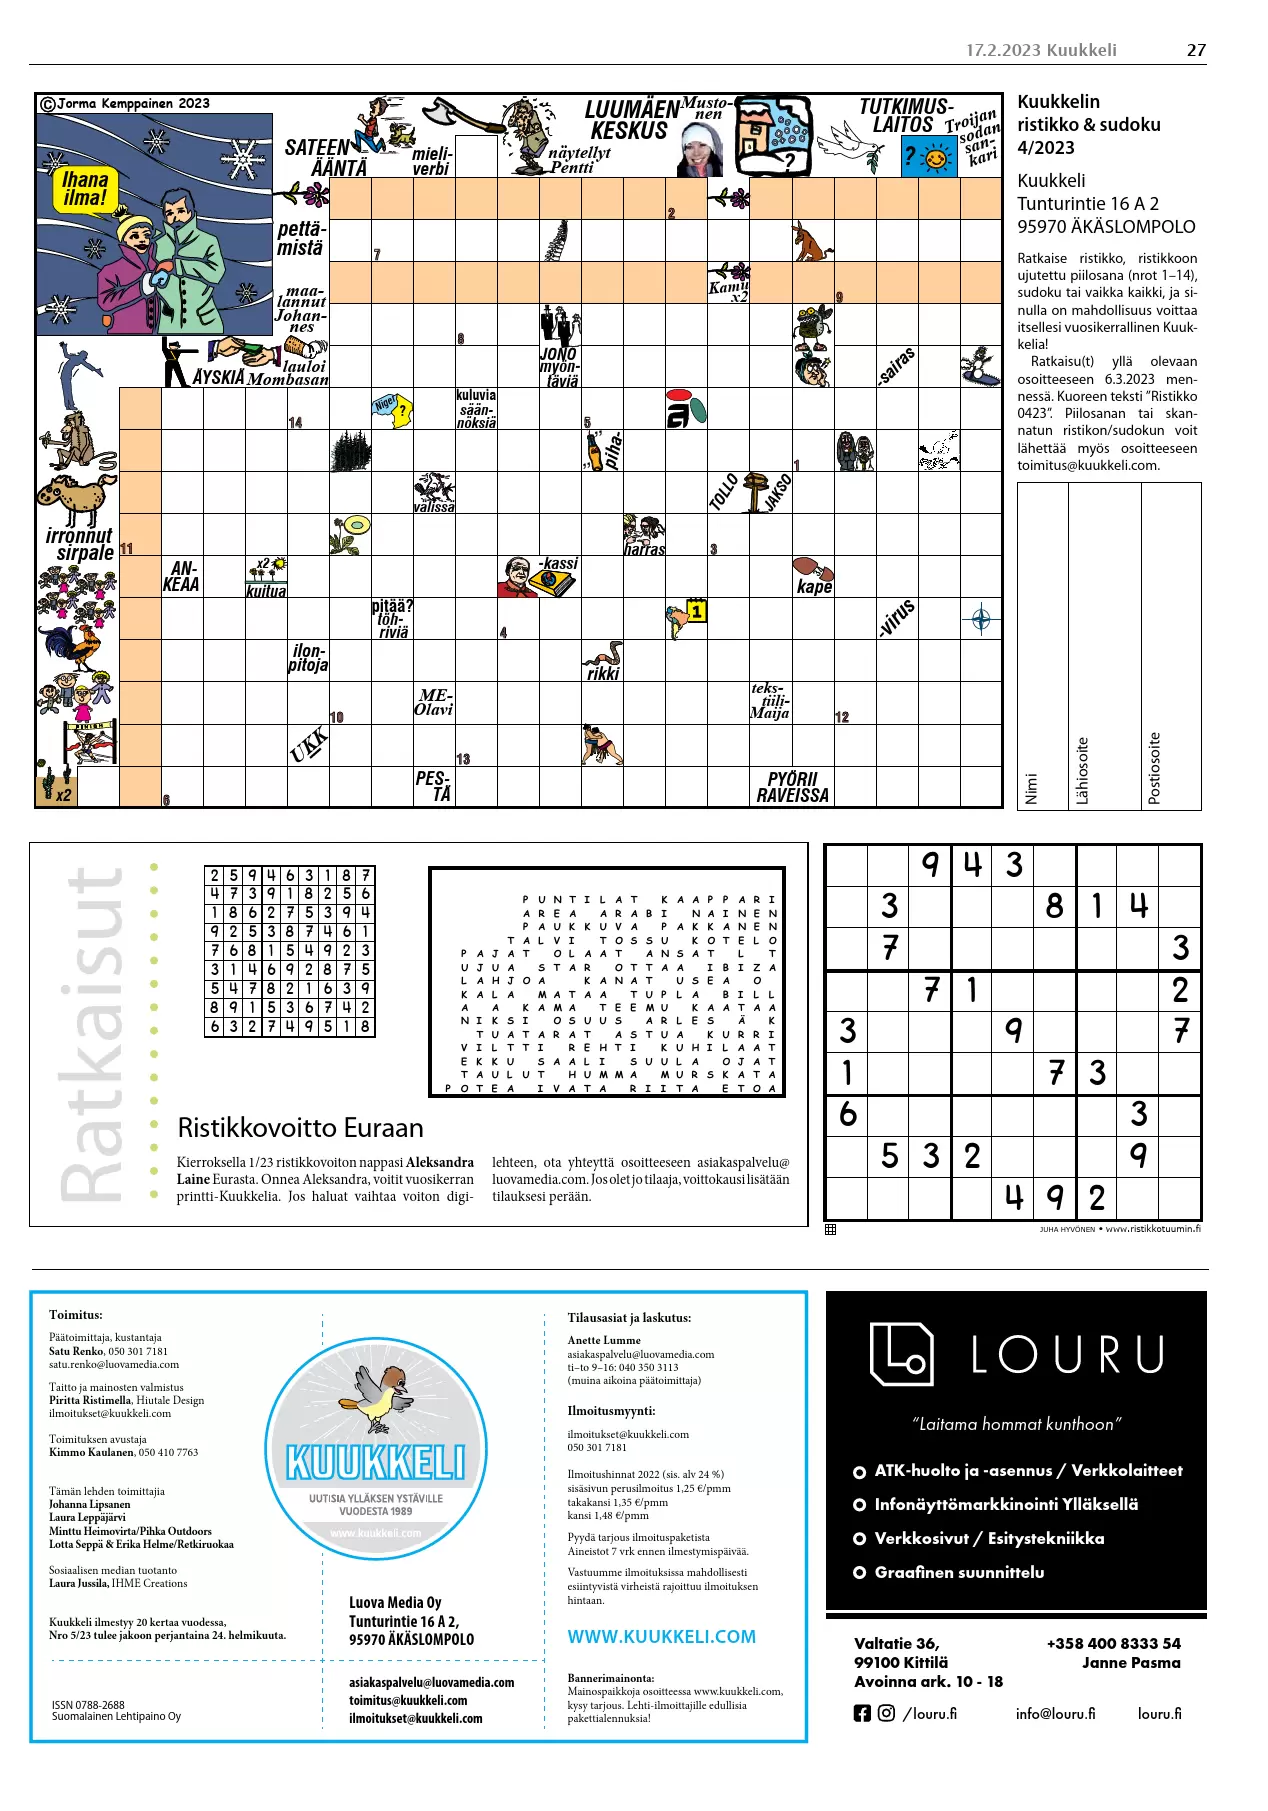 17.2.2023 Kuukkeli 27
©Jorma Kemppainen 2023
Ihana
ilma!
SATEEN
ÄÄNTÄ
mieli-
verbi
näytellyt
Pentti
LUUMÄEN
KESKUS
Musto-
nen
?
TUTKIMUS-
LAITOS
?
Troijan
sodan
san-
kari
pettä-
mistä
2
7
maa-
lannut
Johan-
nes
Kamu
x2
9
8
ÄYSKIÄ
lauloi
Mombasan
JONO
myön-
täviä
-sairas
14
Niger
?
kuluvia
sään-
nöksiä
5
a
piha-
1
valissa
TOLLO
JAKSO
irronnut
sirpale
11
harras
3
AN-
KEAA
x2
kuitua
-kassi
kape
pitää?
töh-
riviä
4
1
-virus
ilon-
pitoja
rikki
10
ME-
Olavi
teks-
tiili-
Maija
12
UKK
13
x2
6
PES-
TÄ
PYÖRII
RAVEISSA
Kuukkelin
ristikko & sudoku
4/2023
Kuukkeli
Tunturintie 16 A 2
95970 ÄKÄSLOMPOLO
Ratkaise ristikko, ristikkoon
ujutettu piilosana (nrot 1–14),
sudoku tai vaikka kaikki, ja si-
nulla on mahdollisuus voittaa
itsellesi vuosikerrallinen Kuuk-
kelia!
Ratkaisu(t) yllä olevaan
osoitteeseen 6.3.2023 men-
nessä. Kuoreen teksti ”Ristikko
0423”. Piilosanan tai skan-
natun ristikon/sudokun voit
lähettää myös osoitteeseen
toimitus@kuukkeli.com.
Nimi
Lähiosoite
Postiosoite
Ratkaisut
2 5 9 4 6 3 1 8 7
4 7 3 9 1 8 2 5 6
1 8 6 2 7 5 3 9 4
9 2 5 3 8 7 4 6 1
7 6 8 1 5 4 9 2 3
3 1 4 6 9 2 8 7 5
5 4 7 8 2 1 6 3 9
8 9 1 5 3 6 7 4 2
6 3 2 7 4 9 5 1 8
PUNTILAT KAAPPARI
AREA ARABI NAINEN
PAUKKUVA PAKKANEN
TALVI TOSSU KOTELO
PAJAT OLAAT ANSAT L T
UJUA STAR OTTAA IBIZA
LAHJOA KANAT USEA O
KALA MATAA TUPLA BILL
A A KAMA TEEMU KAATAA
NIKSI OSUUS ARLES Ä K
TUATARAT ASTUA KURRI
VILTTI REHTI KUHILAAT
EKKU SAALI SUULA OJAT
TAULUT HUMMA MURSKATA
POTEA IVATA RIITA ETOA
Ristikkovoitto Euraan
Kierroksella 1/23 ristikkovoiton nappasi Aleksandra
Laine Eurasta. Onnea Aleksandra, voitit vuosikerran
printti-Kuukkelia. Jos haluat vaihtaa voiton digi-
lehteen, ota yhteyttä osoitteeseen asiakaspalvelu@
luovamedia.com. Jos olet jo tilaaja, voittokausi lisätään
tilauksesi perään.
9 4 3
3 8 1 4
7 3
7 1 2
3 9 7
1 7 3
6 3
5 3 2 9
4 9 2
JUHA HYVÖNEN • www.ristikkotuumin.fi
Toimitus:
Päätoimittaja, kustantaja
Satu Renko, 050 301 7181
satu.renko@luovamedia.com
Taitto ja mainosten valmistus
Piritta Ristimella, Hiutale Design
ilmoitukset@kuukkeli.com
Toimituksen avustaja
Kimmo Kaulanen, 050 410 7763
Tämän lehden toimittajia
Johanna Lipsanen
Laura Leppäjärvi
Minttu Heimovirta/Pihka Outdoors
Lotta Seppä & Erika Helme/Retkiruokaa
Sosiaalisen median tuotanto
Laura Jussila, IHME Creations
Kuukkeli ilmestyy 20 kertaa vuodessa,
Nro 5/23 tulee jakoon perjantaina 24. helmikuuta.
ISSN 0788-2688
Suomalainen Lehtipaino Oy
KUUKKELI
UUTISIA YLLÄKSEN YSTÄVILLE
VUODESTA 1989
www.kuukkeli.com
Luova Media Oy
Tunturintie 16 A 2,
95970 ÄKÄSLOMPOLO
asiakaspalvelu@luovamedia.com
toimitus@kuukkeli.com
ilmoitukset@kuukkeli.com
Tilausasiat ja laskutus:
Anette Lumme
asiakaspalvelu@luovamedia.com
ti–to 9–16: 040 350 3113
(muina aikoina päätoimittaja)
Ilmoitusmyynti:
ilmoitukset@kuukkeli.com
050 301 7181
Ilmoitushinnat 2022 (sis. alv 24 %)
sisäsivun perusilmoitus 1,25 €/pmm
takakansi 1,35 €/pmm
kansi 1,48 €/pmm
Pyydä tarjous ilmoituspaketista
Aineistot 7 vrk ennen ilmestymispäivää.
Vastuumme ilmoituksissa mahdollisesti
esiintyvistä virheistä rajoittuu ilmoituksen
hintaan.
WWW.KUUKKELI.COM
Bannerimainonta:
Mainospaikkoja osoitteessa www.kuukkeli.com,
kysy tarjous. Lehti-ilmoittajille edullisia
pakettialennuksia!
LOURU
“Laitama hommat kunthoon”
ATK-huolto ja -asennus / Verkkolaitteet
Infonäyttömarkkinointi Ylläksellä
Verkkosivut / Esitystekniikka
Graafinen suunnittelu
Valtatie 36,
99100 Kittilä
Avoinna ark. 10 - 18
+358 400 8333 54
Janne Pasma
/louru.fi info@louru.fi louru.fi